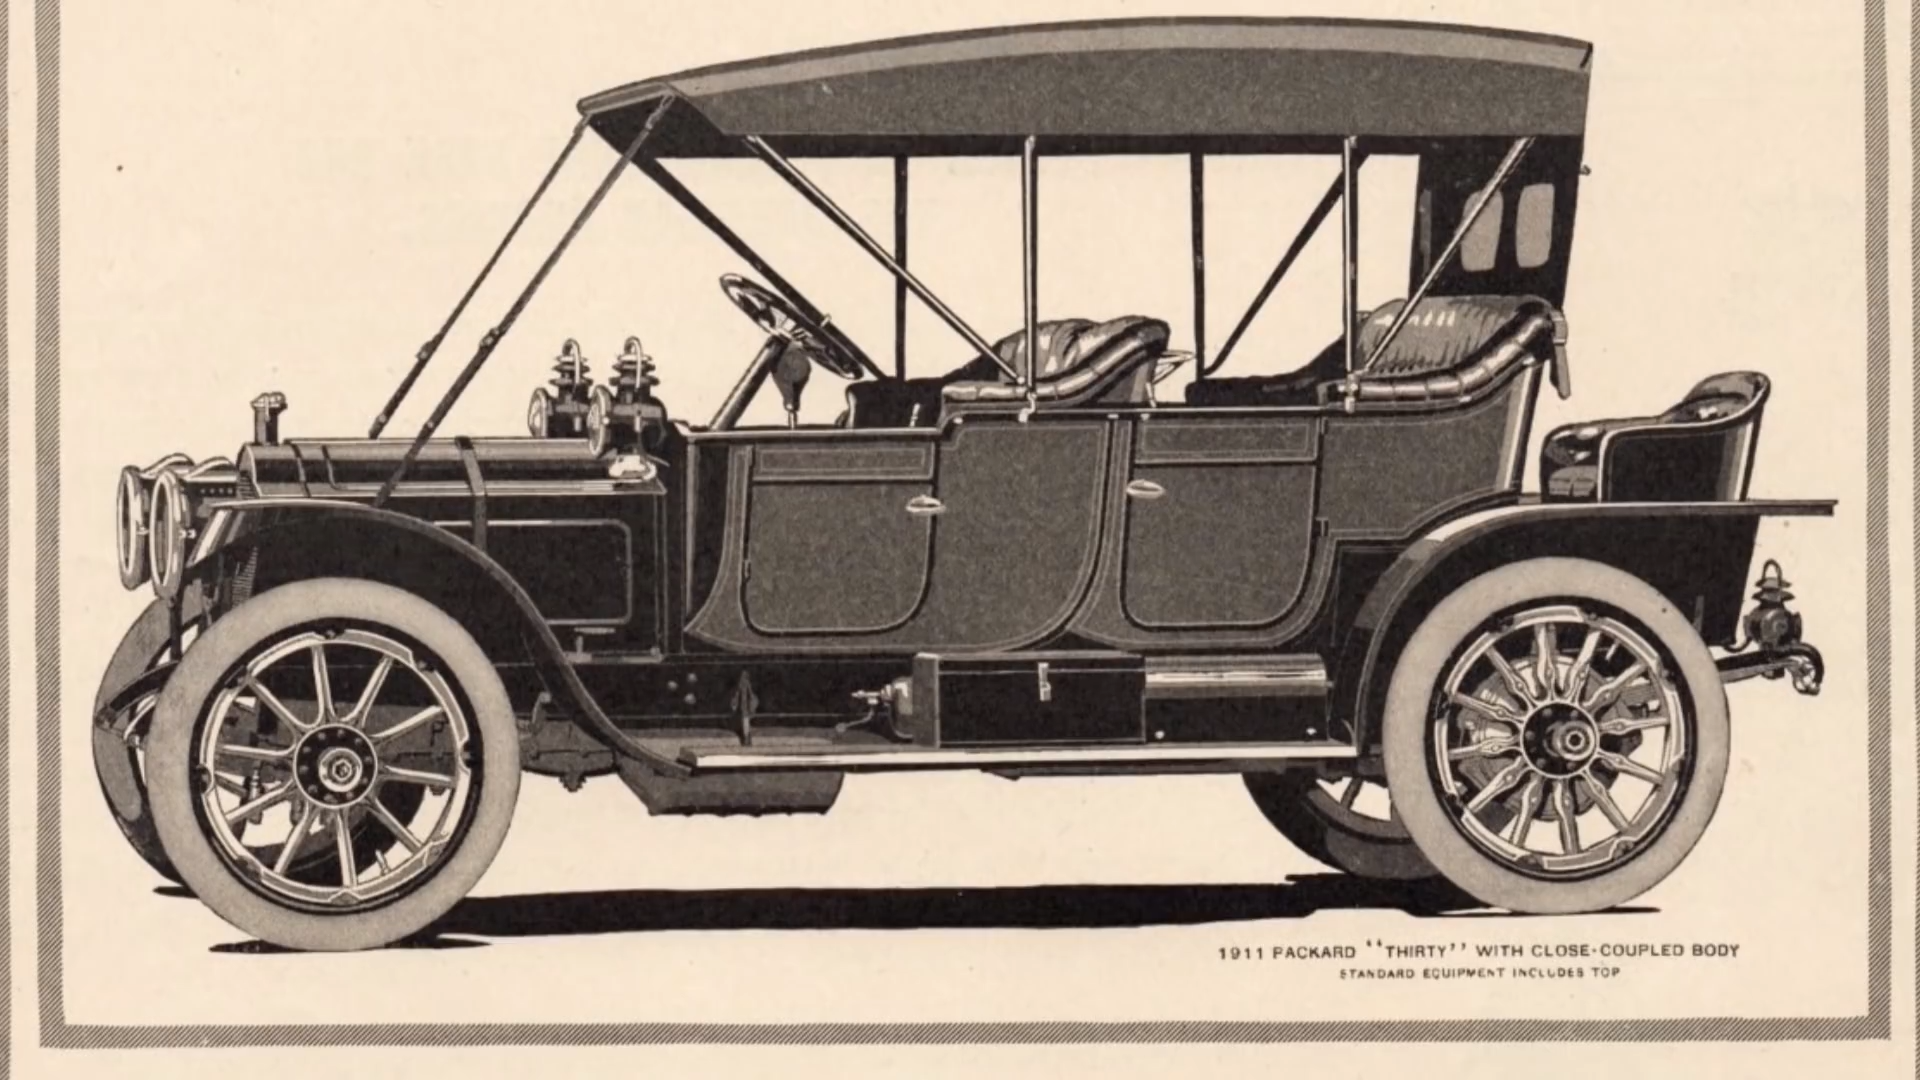 1911 PACKARD “THIRTY” WITH CLOSE-COUPLED BODY
STANDARD EQUIPMENT INCLUDES TOP